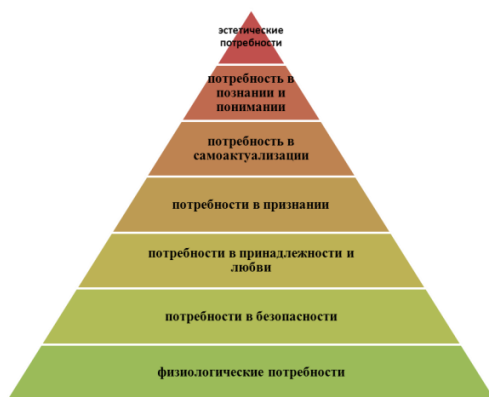 эстетические
потребности
потребность в
познании и
понимании
потребность в
самоактуализации
потребности в признании
потребности в принадлежности и
любви
потребности в безопасности
физиологические потребности